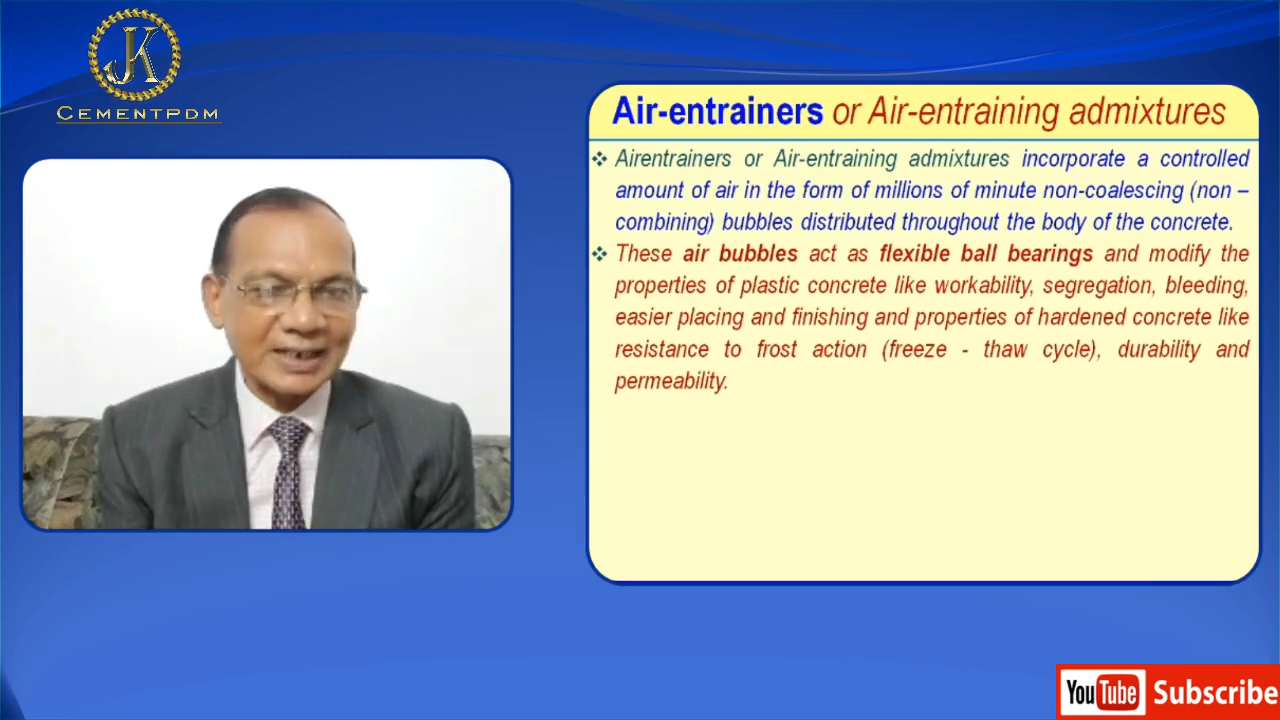 JK
CEMENTPDM
Air-entrainers or Air-entraining admixtures
❖ Airentrainers or Air-entraining admixtures incorporate a controlled
amount of air in the form of millions of minute non-coalescing (non –
combining) bubbles distributed throughout the body of the concrete.
❖ These air bubbles act as flexible ball bearings and modify the
properties of plastic concrete like workability, segregation, bleeding,
easier placing and finishing and properties of hardened concrete like
resistance to frost action (freeze - thaw cycle), durability and
permeability.
YouTube Subscribe